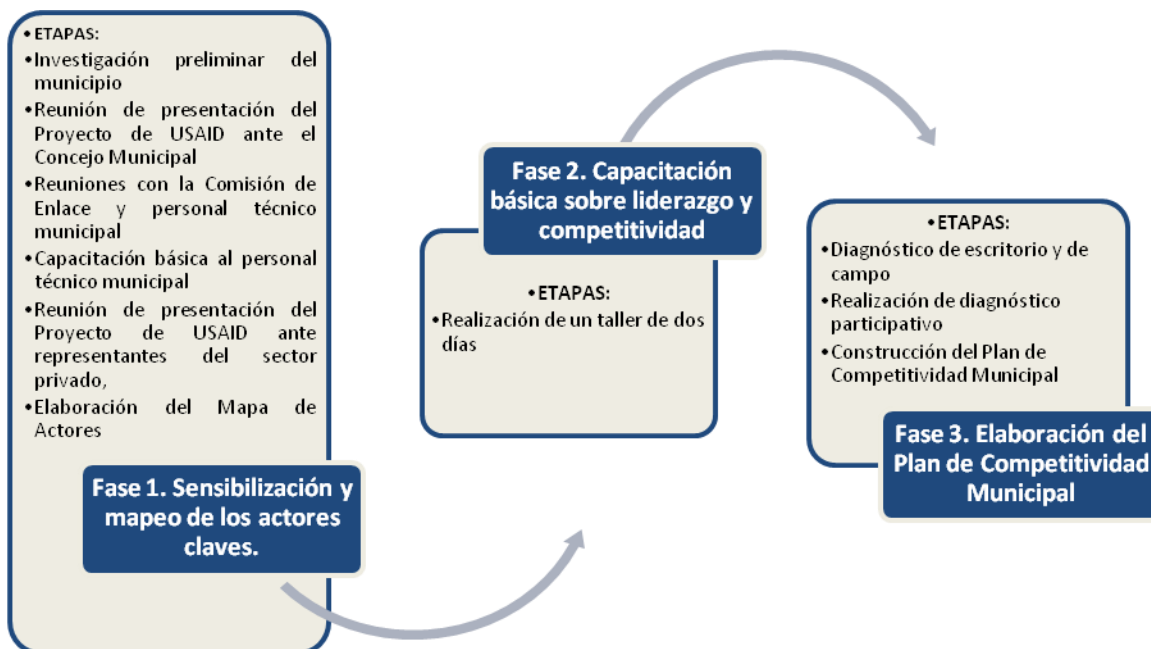 •ETAPAS:
•Investigación preliminar del
municipio
•Reunión de presentación del
Proyecto de USAID ante el
Concejo Municipal
•Reuniones con la Comisión de
Enlace y personal técnico
municipal
•Capacitación básica al personal
técnico municipal
•Reunión de presentación del
Proyecto de USAID ante
representantes del sector
privado,
•Elaboración del Mapa de
Actores
Fase 1. Sensibilización y
mapeo de los actores
claves.
Fase 2. Capacitación
básica sobre liderazgo y
competitividad
•ETAPAS:
•Realización de un taller de dos
días
•ETAPAS:
•Diagnóstico de escritorio y de
campo
•Realización de diagnóstico
participativo
•Construcción del Plan de
Competitividad Municipal
Fase 3. Elaboración del
Plan de Competitividad
Municipal